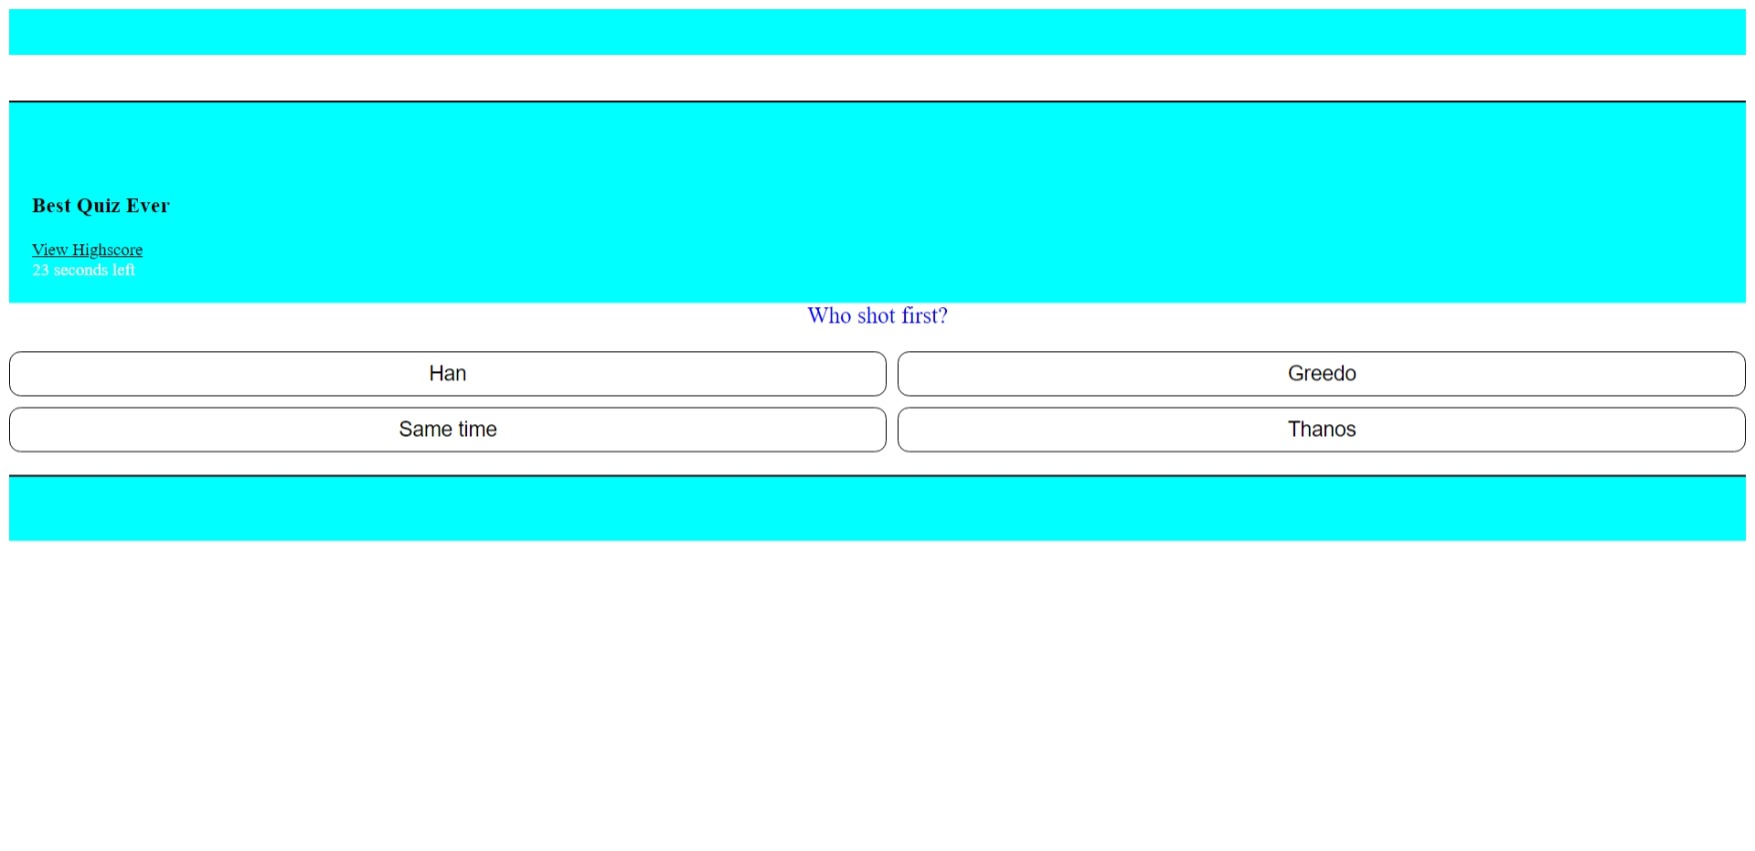 Best Quiz Ever
View Highscore
23 seconds left
Who shot first?
Han
Greedo
Same time
Thanos